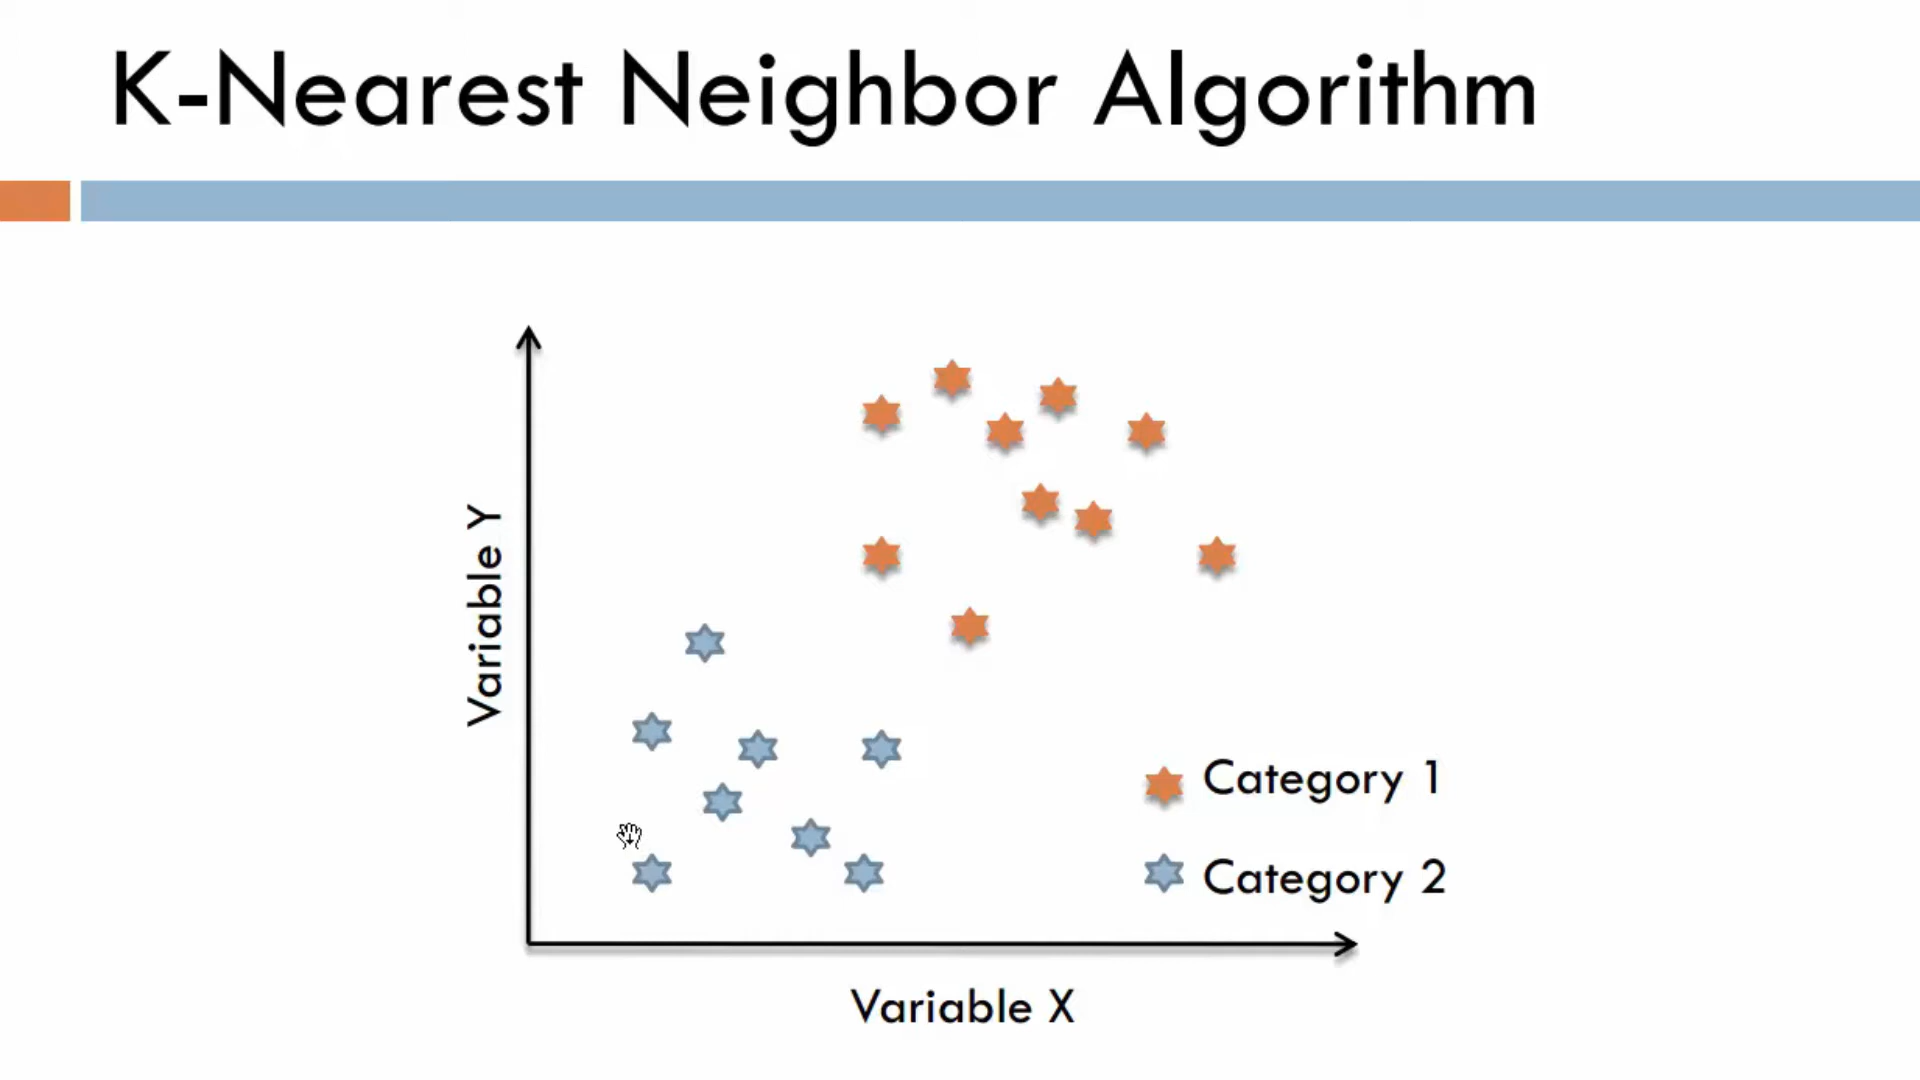 K-Nearest Neighbor Algorithm
Variable Y
Category 1
Category 2
Variable X